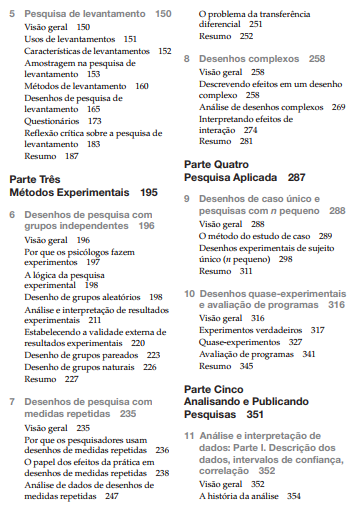 5 Pesquisa de levantamento 150
Visão geral 150
Usos de levantamentos 151
Características de levantamentos 152
Amostragem na pesquisa de
levantamento 153
Métodos de levantamento 160
Desenhos de pesquisa de
levantamento 165
Questionários 173
Reflexão crítica sobre a pesquisa de
levantamento 183
Resumo 187
Parte Três
Métodos Experimentais 195
6 Desenhos de pesquisa com
grupos independentes 196
Visão geral 196
Por que os psicólogos fazem
experimentos 197
A lógica da pesquisa
experimental 198
Desenho de grupos aleatórios 198
Análise e interpretação de resultados
experimentais 211
Estabelecendo a validade externa de
resultados experimentais 220
Desenho de grupos pareados 223
Desenho de grupos naturais 226
Resumo 227
7 Desenhos de pesquisa com
medidas repetidas 235
Visão geral 235
Por que os pesquisadores usam
desenhos de medidas repetidas 236
O papel dos efeitos da prática em
desenhos de medidas repetidas 238
Análise de dados de desenhos de
medidas repetidas 247
O problema da transferência
diferencial 251
Resumo 252
8 Desenhos complexos 258
Visão geral 258
Descrevendo efeitos em um desenho
complexo 258
Análise de desenhos complexos 269
Interpretando efeitos de
interação 274
Resumo 281
Parte Quatro
Pesquisa Aplicada 287
9 Desenhos de caso único e
pesquisas com n pequeno 288
Visão geral 288
O método do estudo de caso 289
Desenhos experimentais de sujeito
único (n pequeno) 298
Resumo 311
10 Desenhos quase-experimentais
e avaliação de programas 316
Visão geral 316
Experimentos verdadeiros 317
Quase-experimentos 327
Avaliação de programas 341
Resumo 345
Parte Cinco
Analisando e Publicando
Pesquisas 351
11 Análise e interpretação de
dados: Parte I. Descrição dos
dados, intervalos de confiança,
correlação 352
Visão geral 352
A história da análise 354